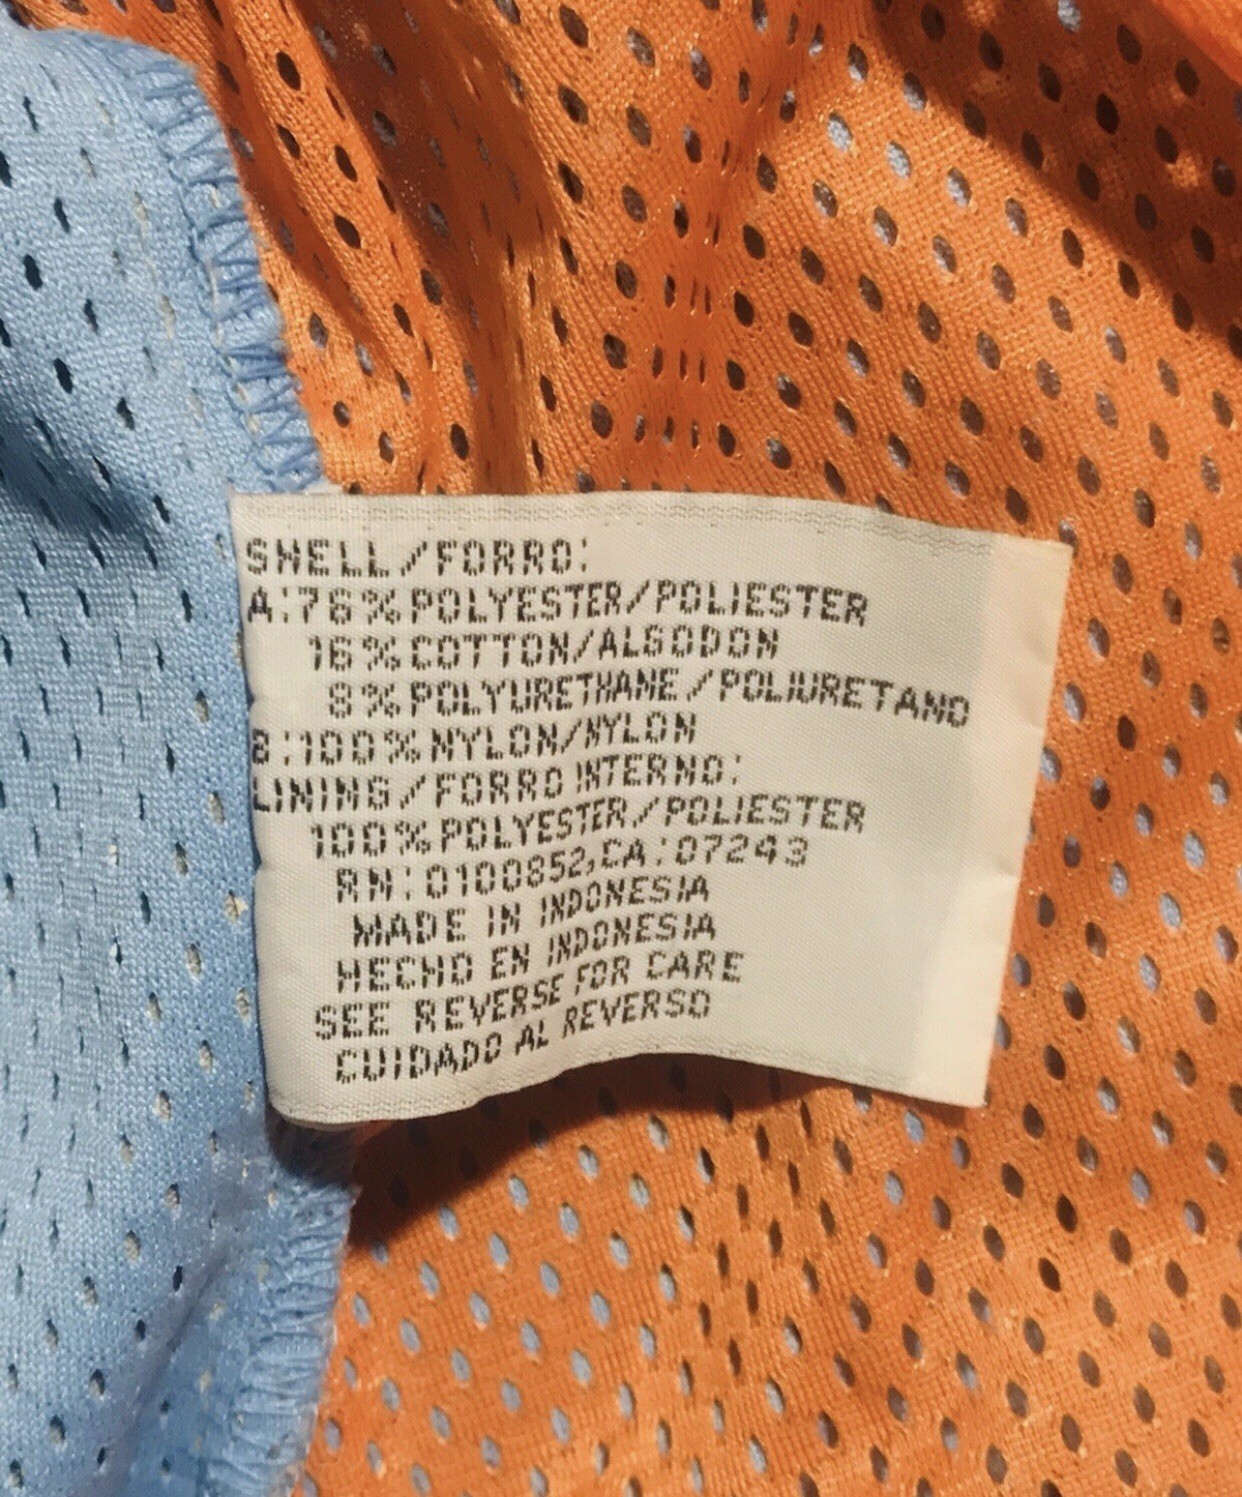 SHELL/FORRO:
A:76%POLYESTER/POLIESTER
16%COTTON/ALGODON
8%POLYURETHANE/POLIURETANO
B:100%NYLON/NYLON
LINING/FORRO INTERNO:
100%POLYESTER/POLIESTER
RN:0100852,CA:07243
MADE IN INDONESIA
HECHO EN INDONESIA
SEE REVERSE FOR CARE
CUIDADO AL REVERSO